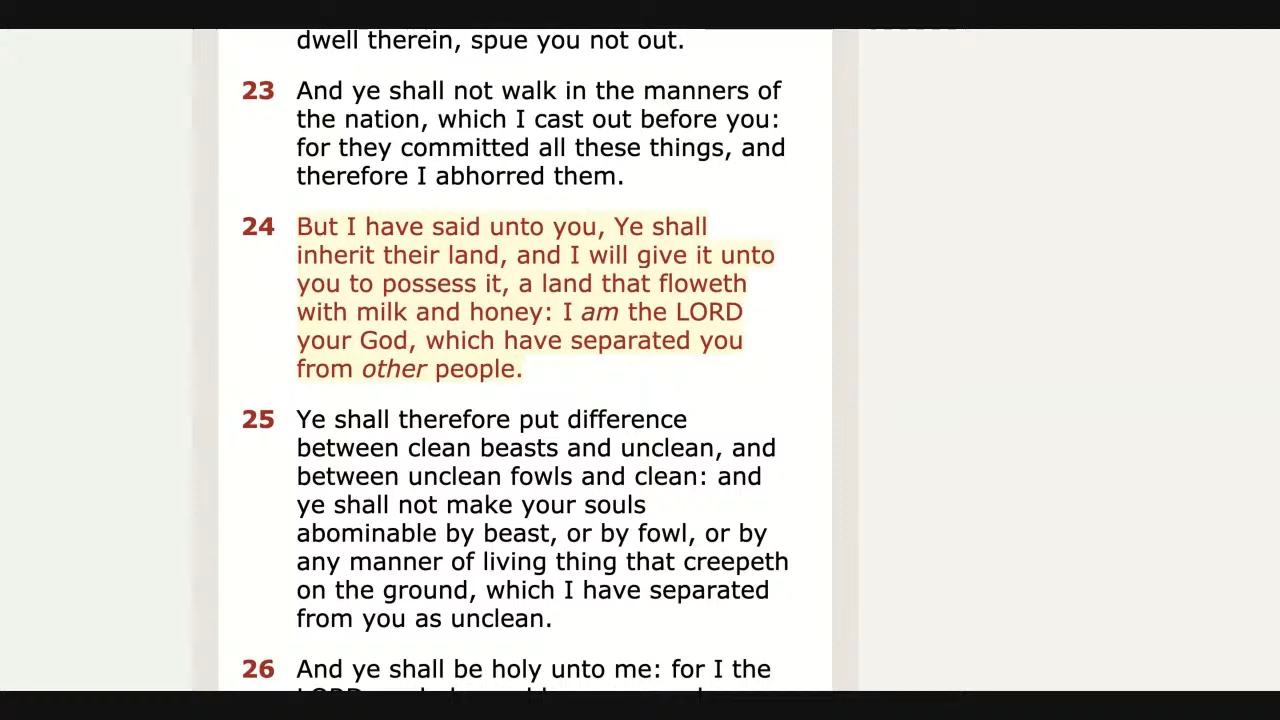 dwell therein, spue you not out.
23 And ye shall not walk in the manners of
the nation, which I cast out before you:
for they committed all these things, and
therefore I abhorred them.
24 But I have said unto you, Ye shall
inherit their land, and I will give it unto
you to possess it, a land that floweth
with milk and honey: I am the LORD
your God, which have separated you
from other people.
25 Ye shall therefore put difference
between clean beasts and unclean, and
between unclean fowls and clean: and
ye shall not make your souls
abominable by beast, or by fowl, or by
any manner of living thing that creepeth
on the ground, which I have separated
from you as unclean.
26 And ye shall be holy unto me: for I the